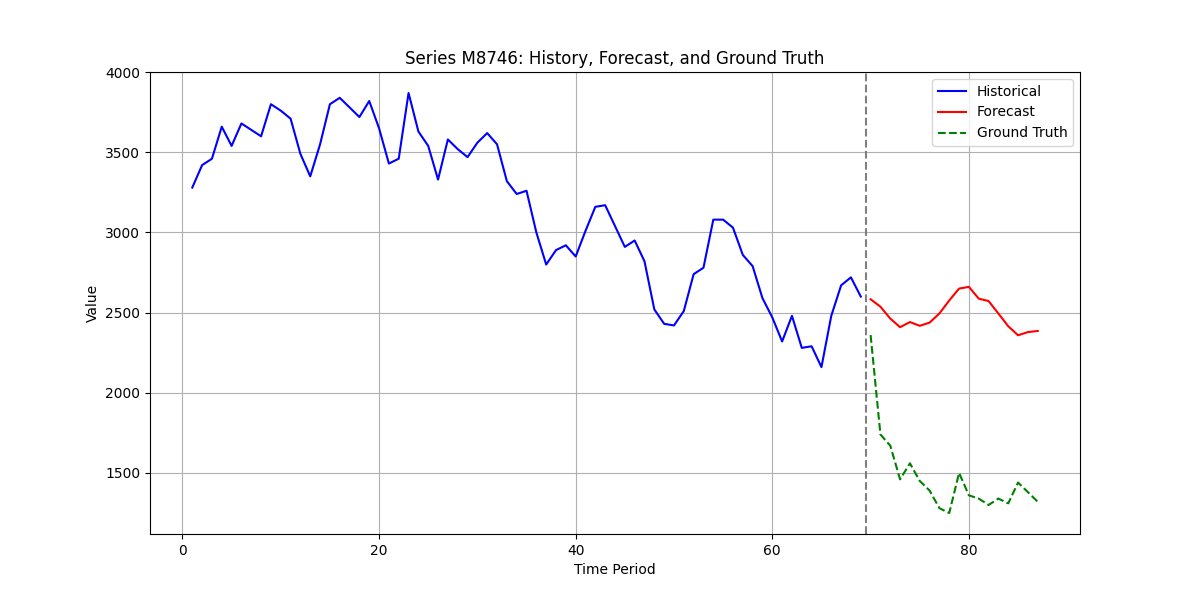 Series M8746: History, Forecast, and Ground Truth
4000
3500
3000
2500
2000
1500
Value
0
20
40
60
80
Time Period
Historical
Forecast
Ground Truth